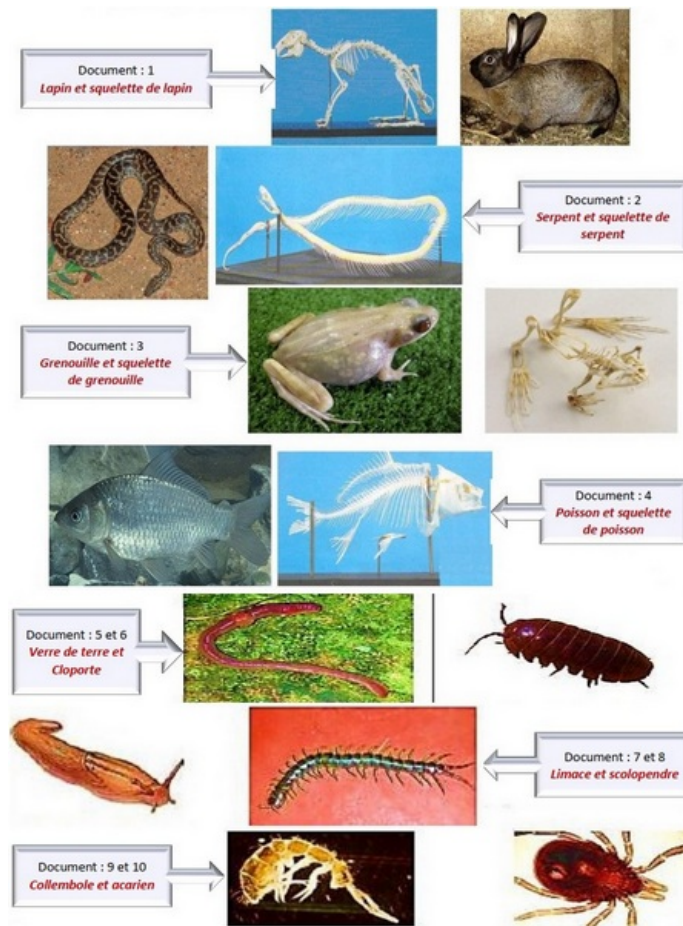 Document : 1
Lapin et squelette de lapin
Document : 2
Serpent et squelette de
serpent
Document : 3
Grenouille et squelette
de grenouille
Document : 4
Poisson et squelette
de poisson
Document : 5 et 6
Verre de terre et
Cloporte
Document : 7 et 8
Limace et scolopendre
Document : 9 et 10
Collembole et acarien